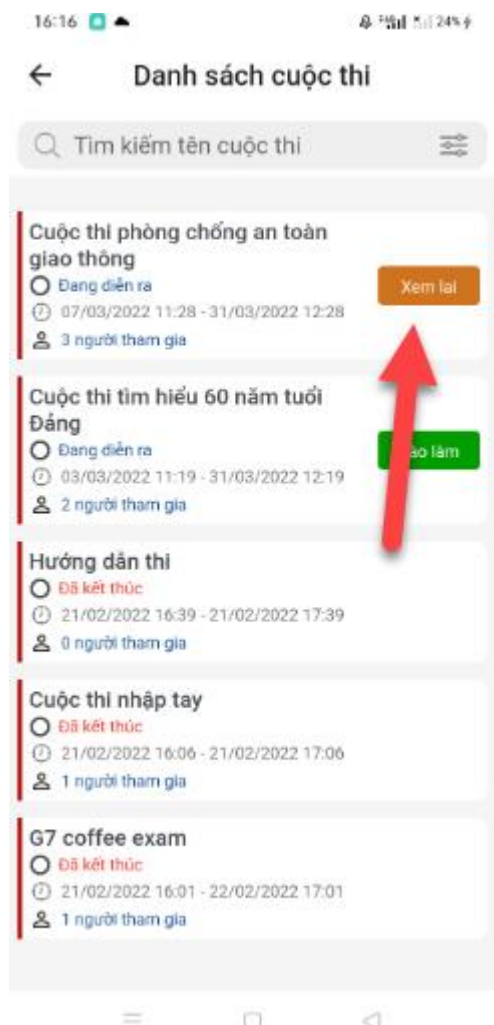 16:16
24%
Danh sách cuộc thi
Tìm kiếm tên cuộc thi
Cuộc thi phòng chống an toàn
giao thông
Đang diễn ra
Xem lại
07/03/2022 11:28 - 31/03/2022 12:28
3 người tham gia
Cuộc thi tìm hiểu 60 năm tuổi
Đảng
Đang diễn ra
làm
03/03/2022 11:19 - 31/03/2022 12:19
2 người tham gia
Hướng dẫn thi
Đã kết thúc
21/02/2022 16:39 - 21/02/2022 17:39
0 người tham gia
Cuộc thi nhập tay
Đã kết thúc
21/02/2022 16:06 - 21/02/2022 17:06
1 người tham gia
G7 coffee exam
Đã kết thúc
21/02/2022 16:01 - 22/02/2022 17:01
1 người tham gia